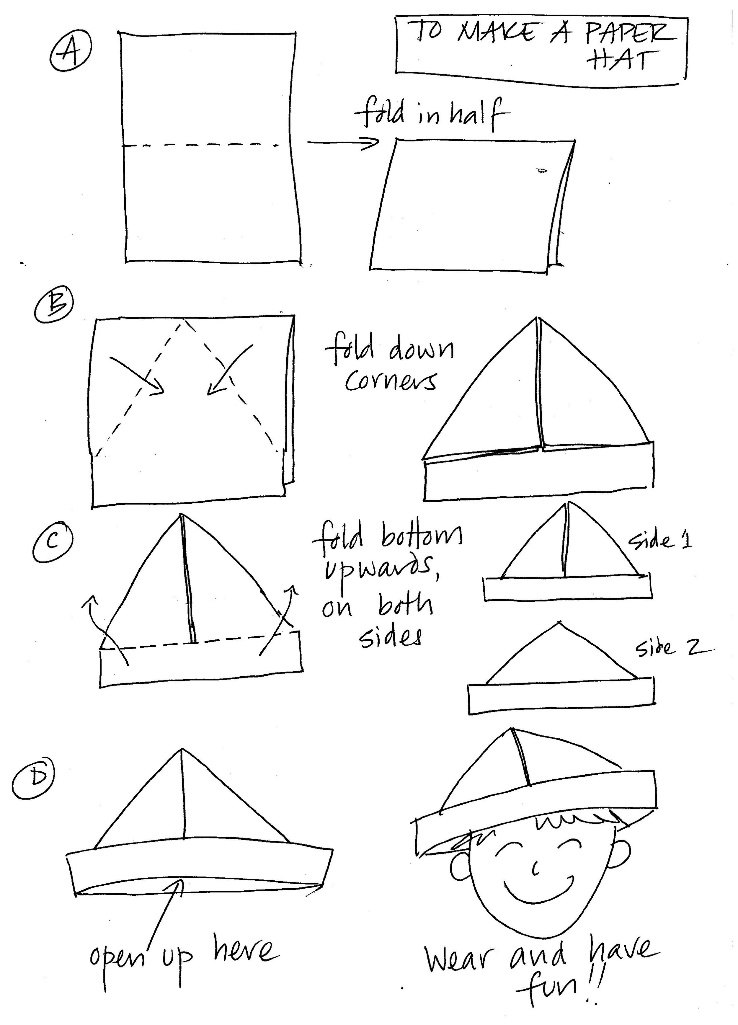 TO MAKE A PAPER
HAT
A
fold in half
B
fold down
corners
C
fold bottom
upwards,
on both
sides
side 1
side 2
D
open up here
Wear and have
fun!!